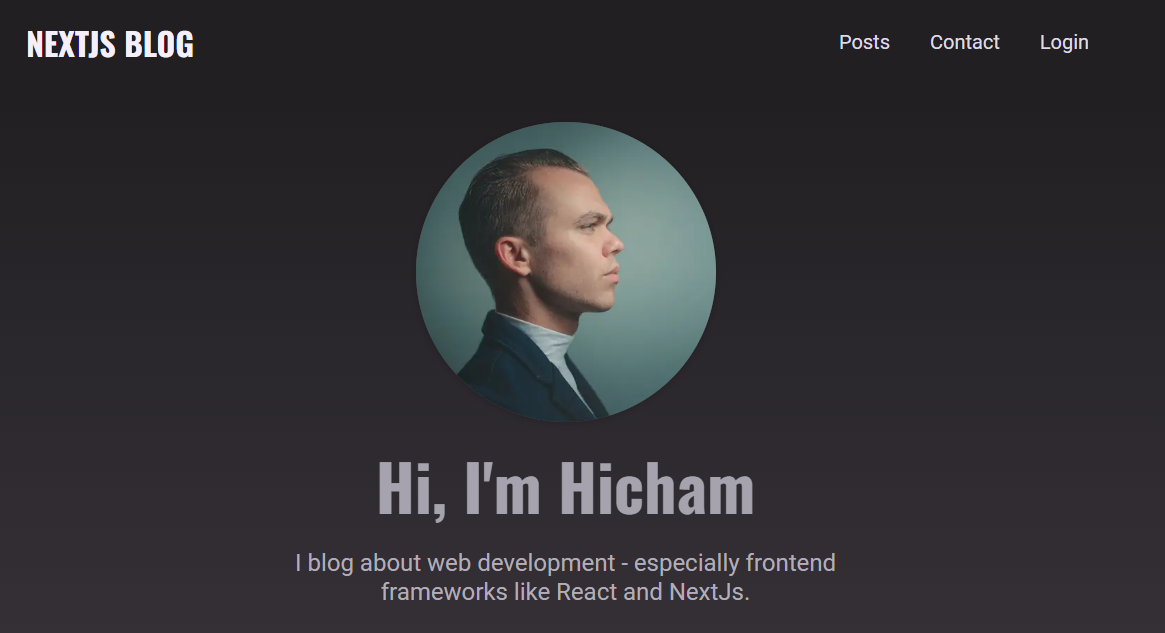 NEXTJS BLOG
Posts Contact Login
Hi, I'm Hicham
I blog about web development - especially frontend
frameworks like React and NextJs.